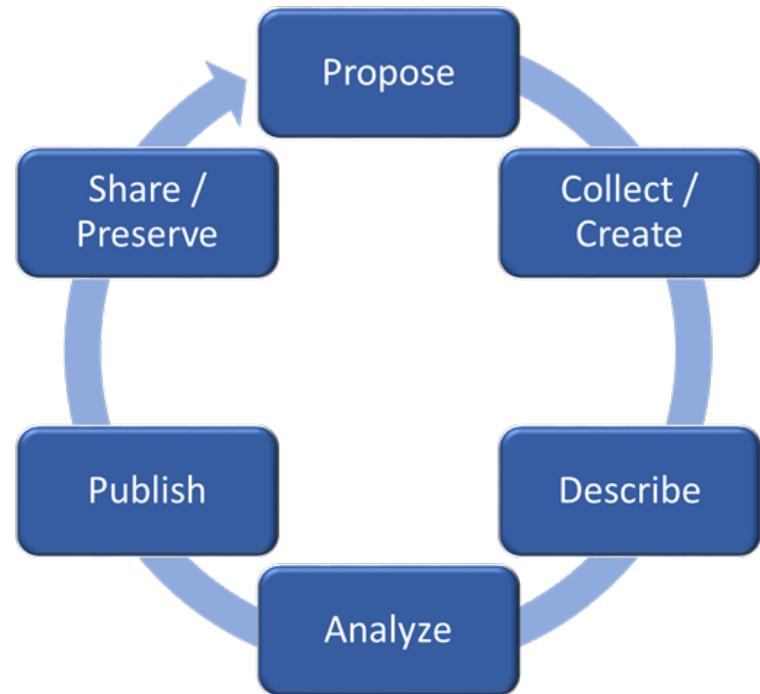 Propose
Collect /
Create
Describe
Analyze
Publish
Share /
Preserve